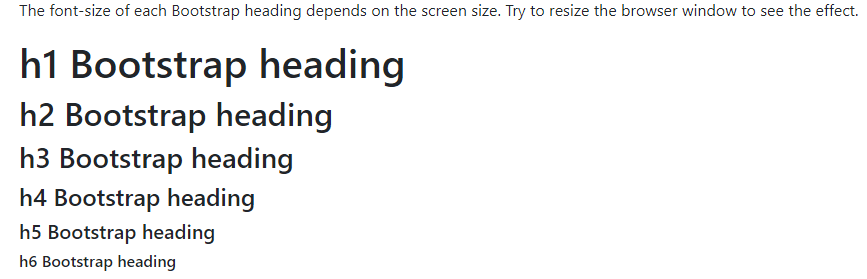 The font-size of each Bootstrap heading depends on the screen size. Try to resize the browser window to see the effect.
h1 Bootstrap heading
h2 Bootstrap heading
h3 Bootstrap heading
h4 Bootstrap heading
h5 Bootstrap heading
h6 Bootstrap heading